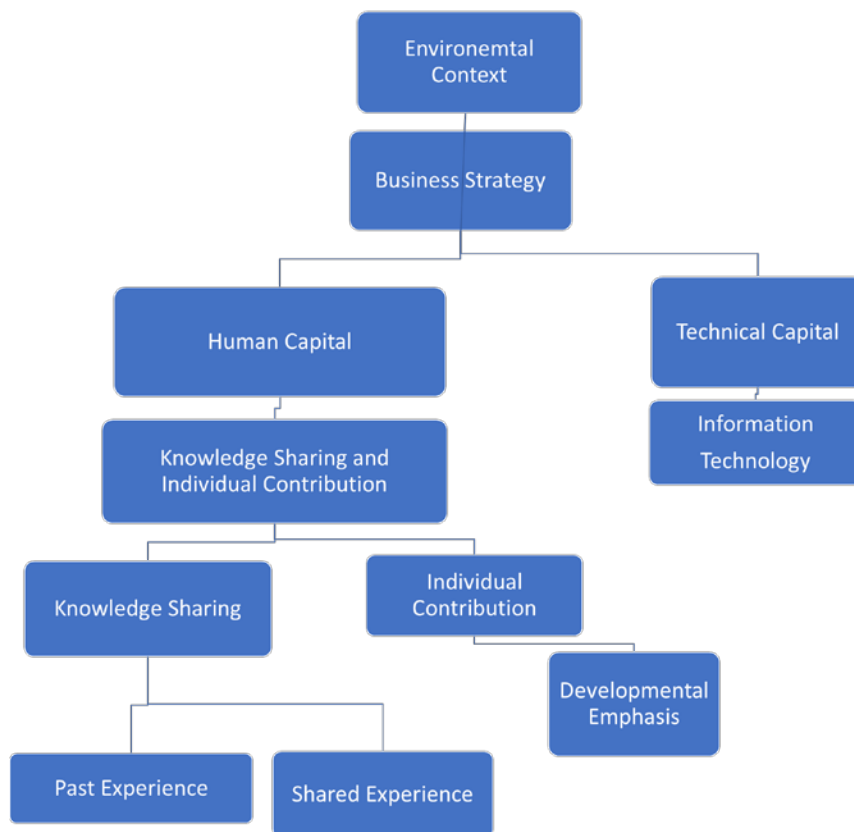 Environemtal
Context
Business Strategy
Human Capital
Technical Capital
Knowledge Sharing and
Individual Contribution
Information
Technology
Knowledge Sharing
Individual
Contribution
Developmental
Emphasis
Past Experience
Shared Experience